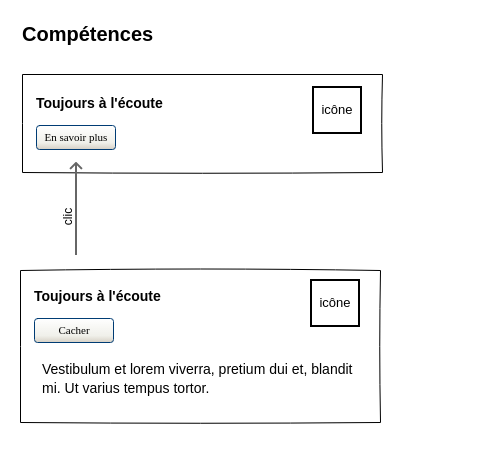 Compétences
Toujours à l'écoute
icône
En savoir plus
clic
Toujours à l'écoute
icône
Cacher
Vestibulum et lorem viverra, pretium dui et, blandit
mi. Ut varius tempus tortor.